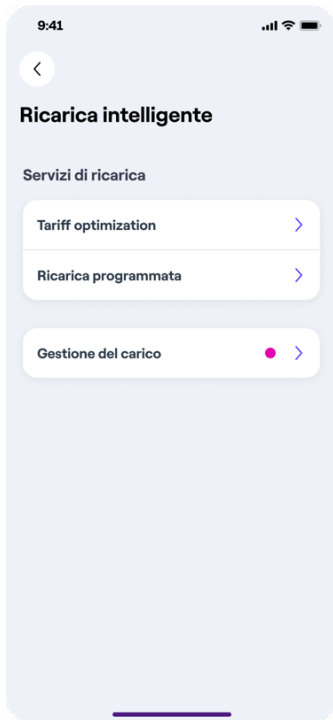 9:41
Ricarica intelligente
Servizi di ricarica
Tariff optimization
Ricarica programmata
Gestione del carico